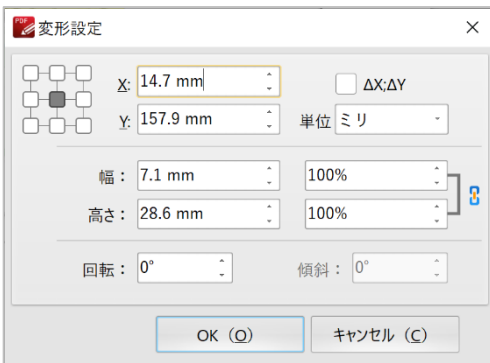 PDF 変形設定
X: 14.7 mm ΔX;ΔY
Y: 157.9 mm 単位 ミリ
幅： 7.1 mm 100%
高さ： 28.6 mm 100%
回転： 0° 傾斜： 0°
OK (O) キャンセル (C)